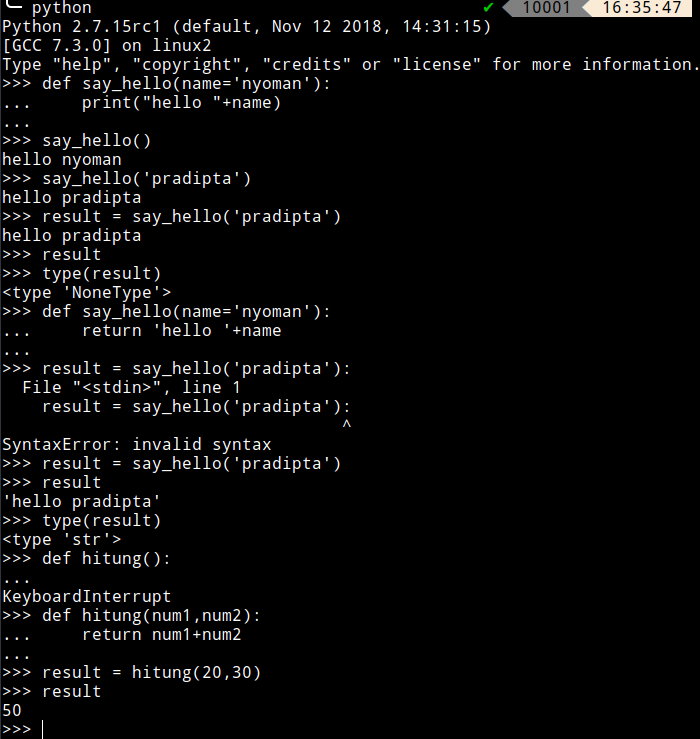 python ✔ 10001 16:35:47
Python 2.7.15rc1 (default, Nov 12 2018, 14:31:15)
[GCC 7.3.0] on linux2
Type "help", "copyright", "credits" or "license" for more information.
>>> def say_hello(name='nyoman'):
...     print("hello "+name)
...
>>> say_hello()
hello nyoman
>>> say_hello('pradipta')
hello pradipta
>>> result = say_hello('pradipta')
hello pradipta
>>> result
>>> type(result)
<type 'NoneType'>
>>> def say_hello(name='nyoman'):
...     return 'hello '+name
...
>>> result = say_hello('pradipta'):
  File "<stdin>", line 1
    result = say_hello('pradipta'):
                                  ^
SyntaxError: invalid syntax
>>> result = say_hello('pradipta')
>>> result
'hello pradipta'
>>> type(result)
<type 'str'>
>>> def hitung():
...
KeyboardInterrupt
>>> def hitung(num1,num2):
...     return num1+num2
...
>>> result = hitung(20,30)
>>> result
50
>>>